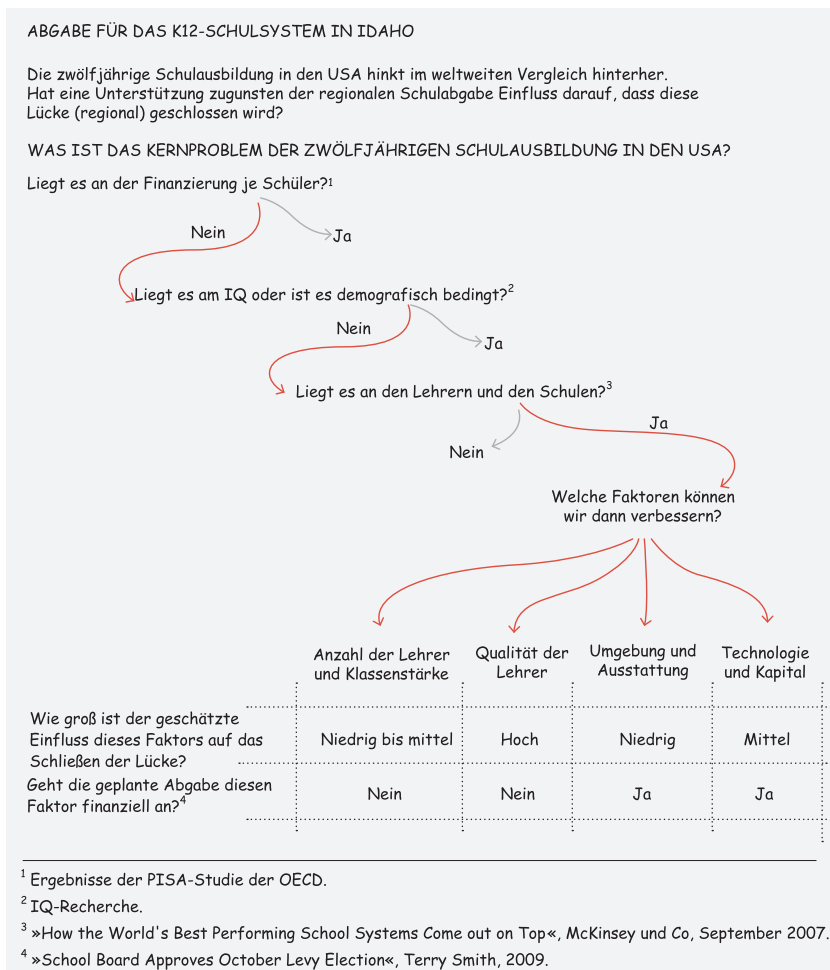 ABGABE FÜR DAS K12-SCHULSYSTEM IN IDAHO
Die zwölfjährige Schulausbildung in den USA hinkt im weltweiten Vergleich hinterher.
Hat eine Unterstützung zugunsten der regionalen Schulabgabe Einfluss darauf, dass diese
Lücke (regional) geschlossen wird?
WAS IST DAS KERNPROBLEM DER ZWÖLFJÄHRIGEN SCHULAUSBILDUNG IN DEN USA?
Liegt es an der Finanzierung je Schüler?¹
Nein
Ja
Liegt es am IQ oder ist es demografisch bedingt?²
Nein
Ja
Liegt es an den Lehrern und den Schulen?³
Ja
Nein
Welche Faktoren können
wir dann verbessern?
Anzahl der Lehrer
und Klassenstärke
Qualität der
Lehrer
Umgebung und
Ausstattung
Technologie
und Kapital
Wie groß ist der geschätzte
Einfluss dieses Faktors auf das
Schließen der Lücke?
Niedrig bis mittel
Hoch
Niedrig
Mittel
Geht die geplante Abgabe diesen
Faktor finanziell an?⁴
Nein
Nein
Ja
Ja
¹ Ergebnisse der PISA-Studie der OECD.
² IQ-Recherche.
³ »How the World's Best Performing School Systems Come out on Top«, McKinsey und Co, September 2007.
⁴ »School Board Approves October Levy Election«, Terry Smith, 2009.